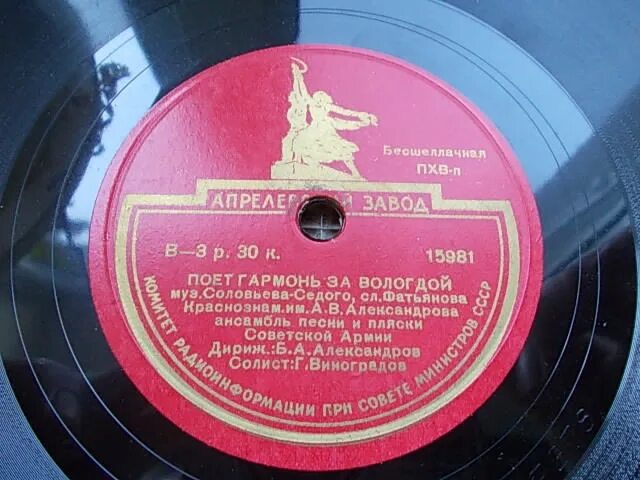 Бесшеллачная
ПХВ-п
АПРЕЛЕВСКИЙ ЗАВОД
В—3 р. 30 к.
15981
ПОЕТ ГАРМОНЬ ЗА ВОЛОГДОЙ
муз.Соловьева-Седого, сл.Фатьянова
Краснознам.им.А.В.Александрова
ансамбль песни и пляски
Советской Армии
Дириж.:Б.А.Александров
Солист:Г.Виноградов
КОМИТЕТ РАДИОИНФОРМАЦИИ ПРИ СОВЕТЕ МИНИСТРОВ СССР